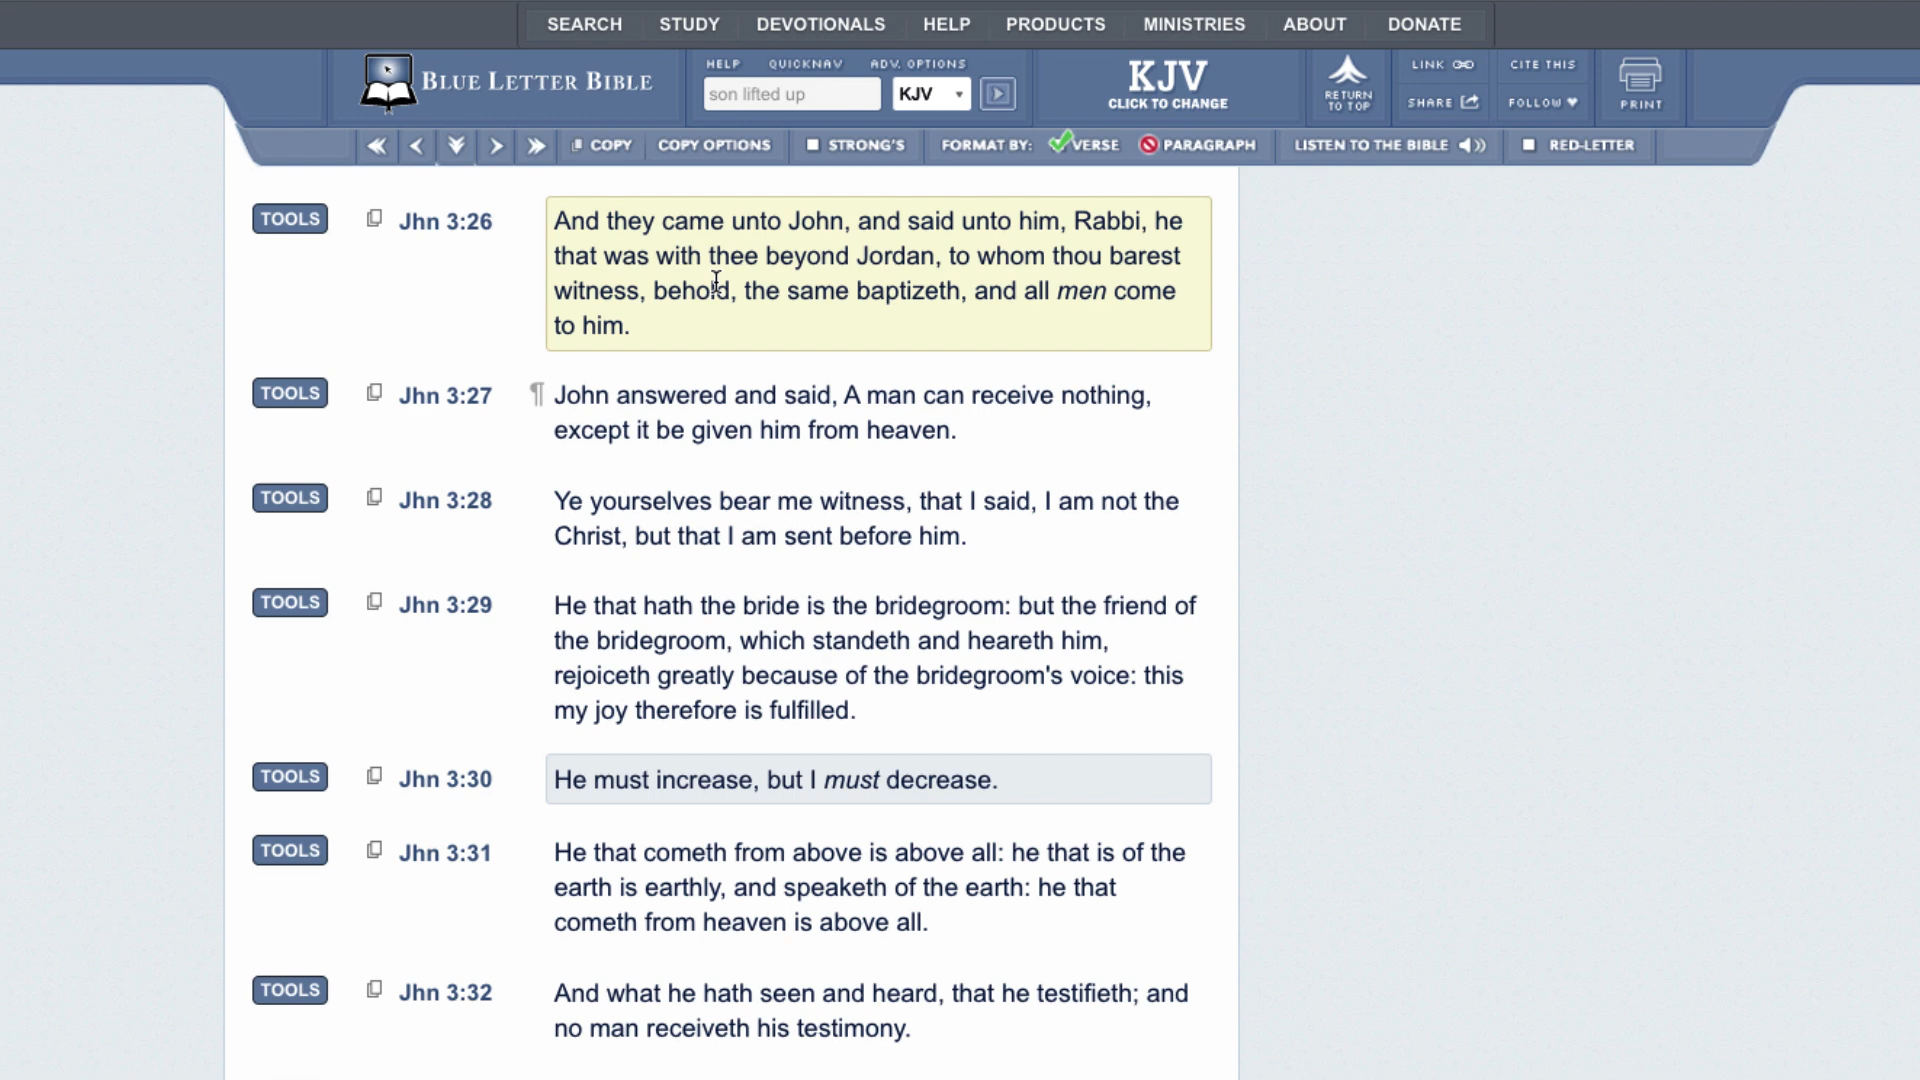 SEARCH STUDY DEVOTIONALS HELP PRODUCTS MINISTRIES ABOUT DONATE
BLUE LETTER BIBLE
HELP QUICKNAV ADV. OPTIONS
son lifted up KJV
KJV
CLICK TO CHANGE
RETURN
TO TOP
LINK CITE THIS
SHARE FOLLOW
PRINT
COPY COPY OPTIONS STRONG'S FORMAT BY: VERSE PARAGRAPH LISTEN TO THE BIBLE RED-LETTER
TOOLS Jhn 3:26 And they came unto John, and said unto him, Rabbi, he
that was with thee beyond Jordan, to whom thou barest
witness, behold, the same baptizeth, and all men come
to him.
TOOLS Jhn 3:27 ¶ John answered and said, A man can receive nothing,
except it be given him from heaven.
TOOLS Jhn 3:28 Ye yourselves bear me witness, that I said, I am not the
Christ, but that I am sent before him.
TOOLS Jhn 3:29 He that hath the bride is the bridegroom: but the friend of
the bridegroom, which standeth and heareth him,
rejoiceth greatly because of the bridegroom's voice: this
my joy therefore is fulfilled.
TOOLS Jhn 3:30 He must increase, but I must decrease.
TOOLS Jhn 3:31 He that cometh from above is above all: he that is of the
earth is earthly, and speaketh of the earth: he that
cometh from heaven is above all.
TOOLS Jhn 3:32 And what he hath seen and heard, that he testifieth; and
no man receiveth his testimony.